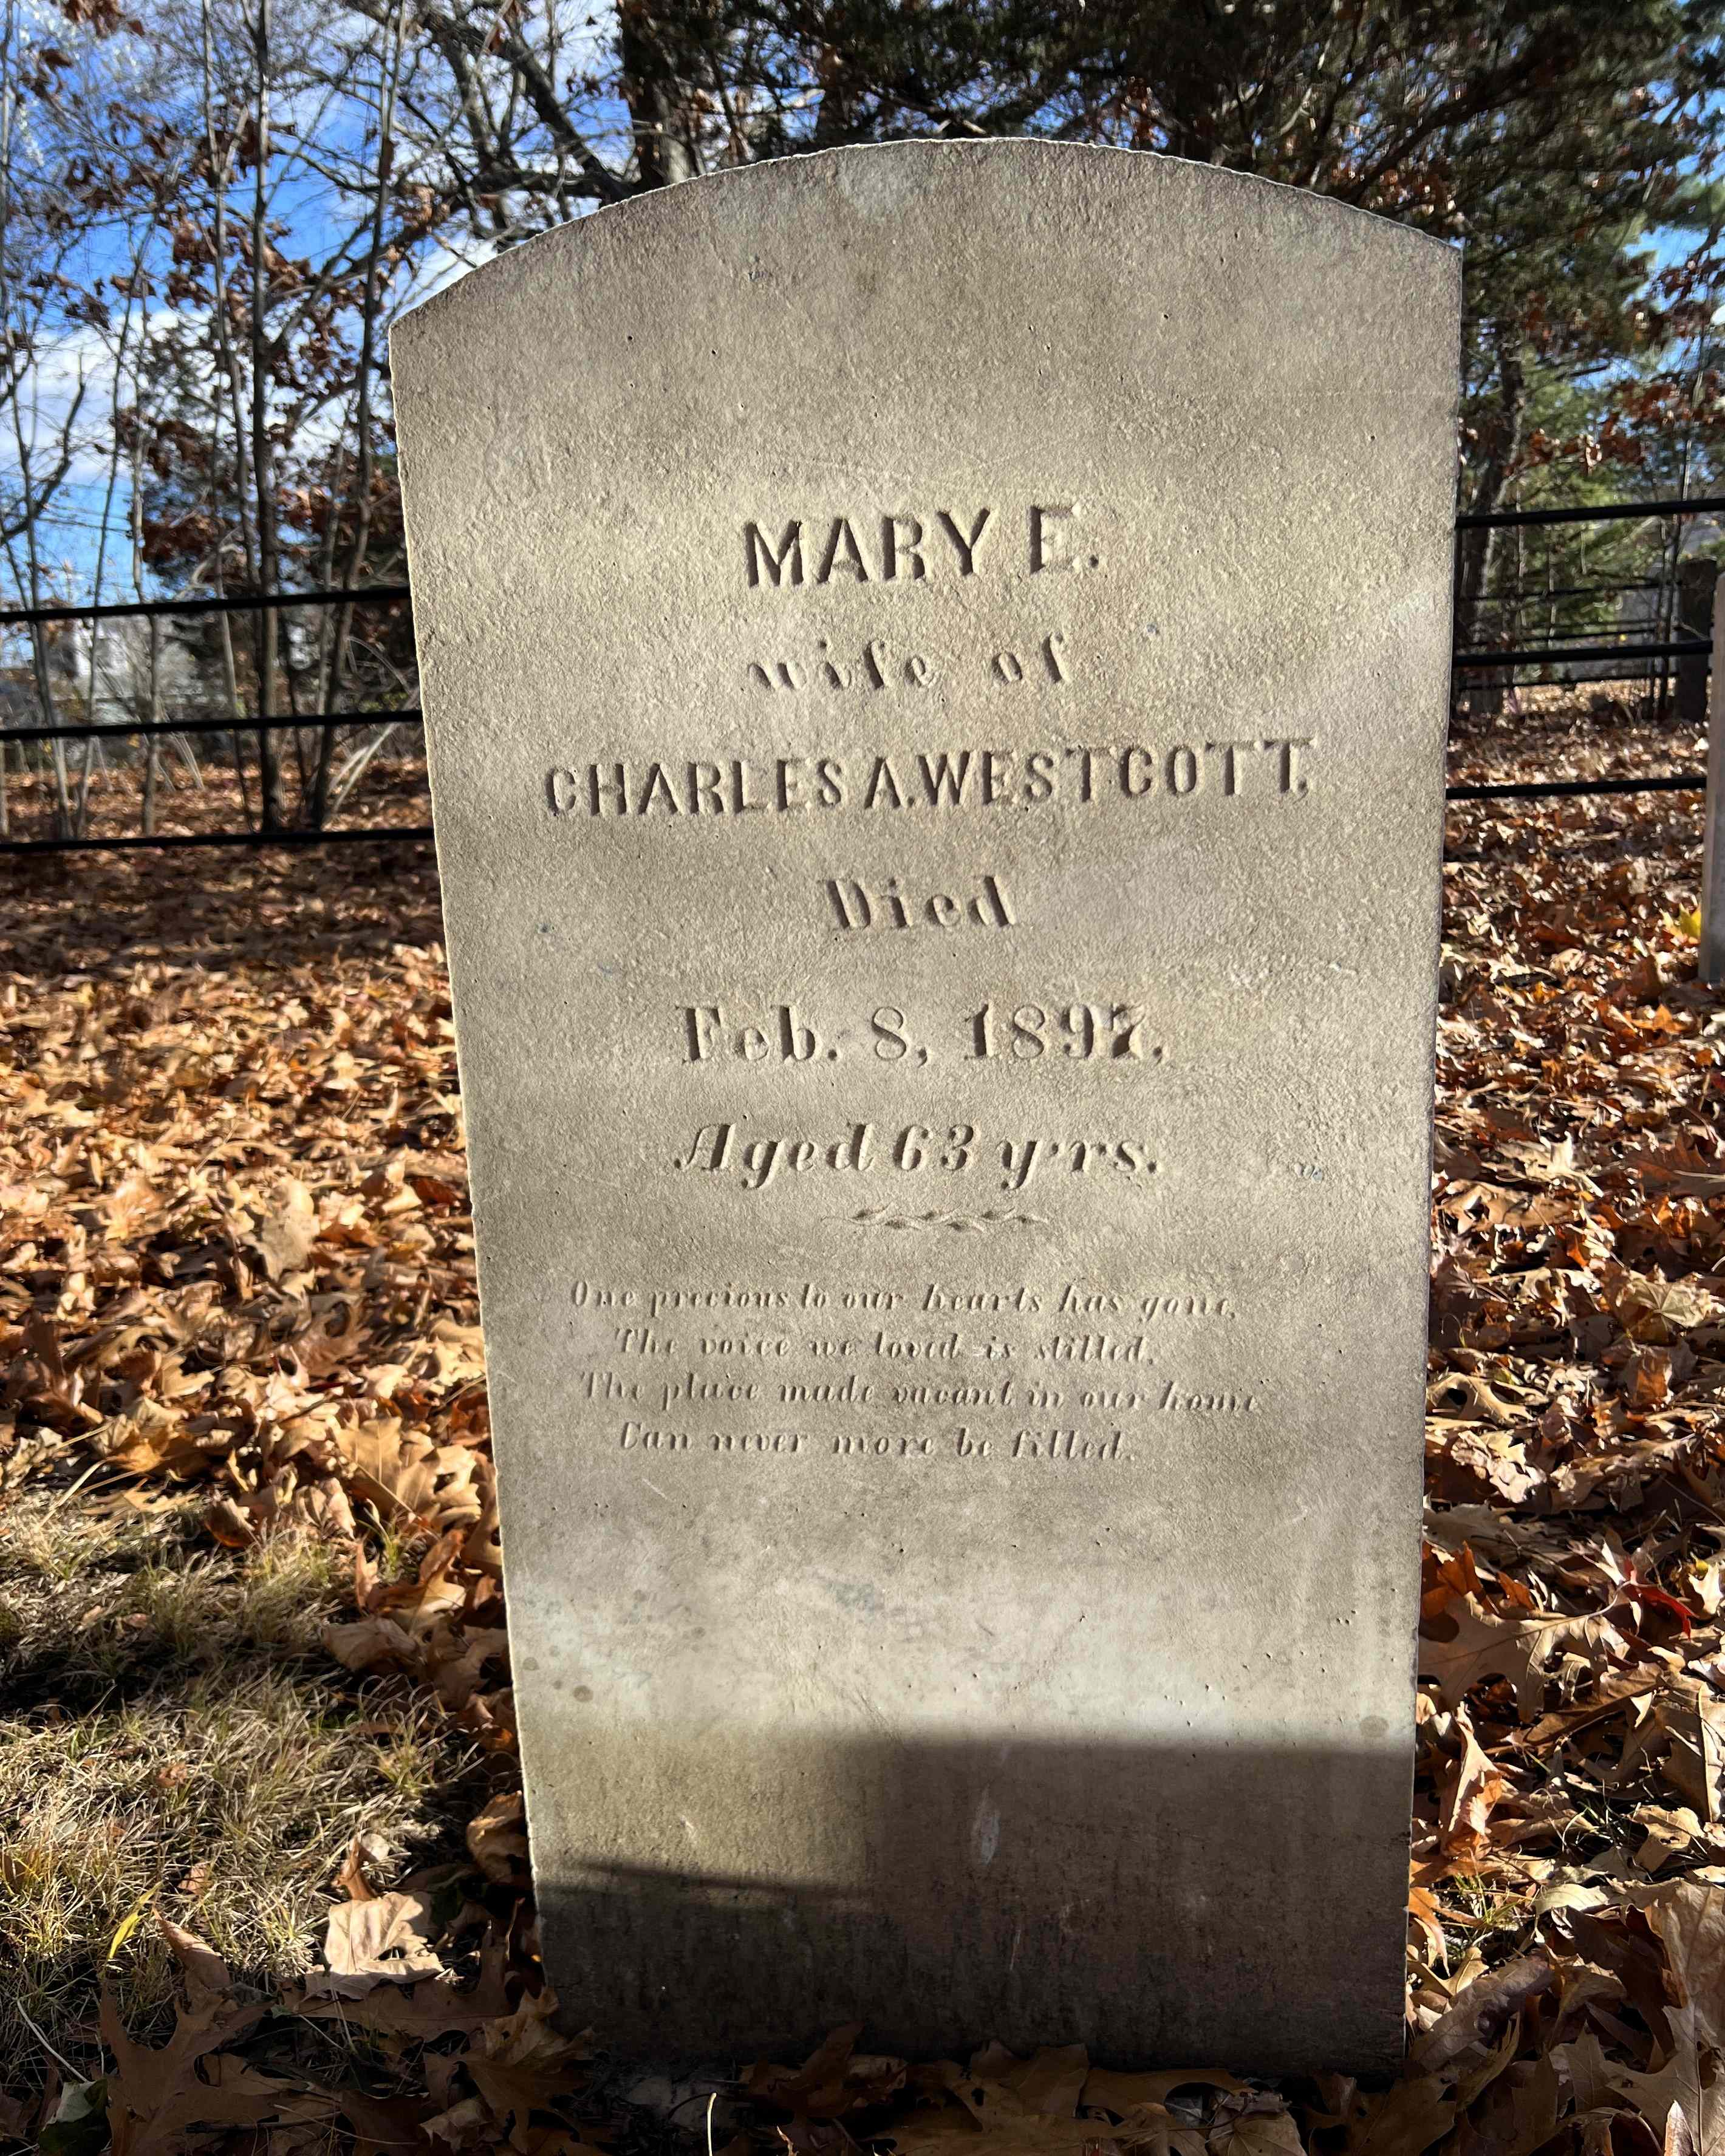 MARY E.
wife of
CHARLES A. WESTCOTT,
Died
Feb. 8, 1897,
Aged 63 y'rs.
One precious to our hearts has gone,
The voice we loved is stilled,
The place made vacant in our home
Can never more be filled.